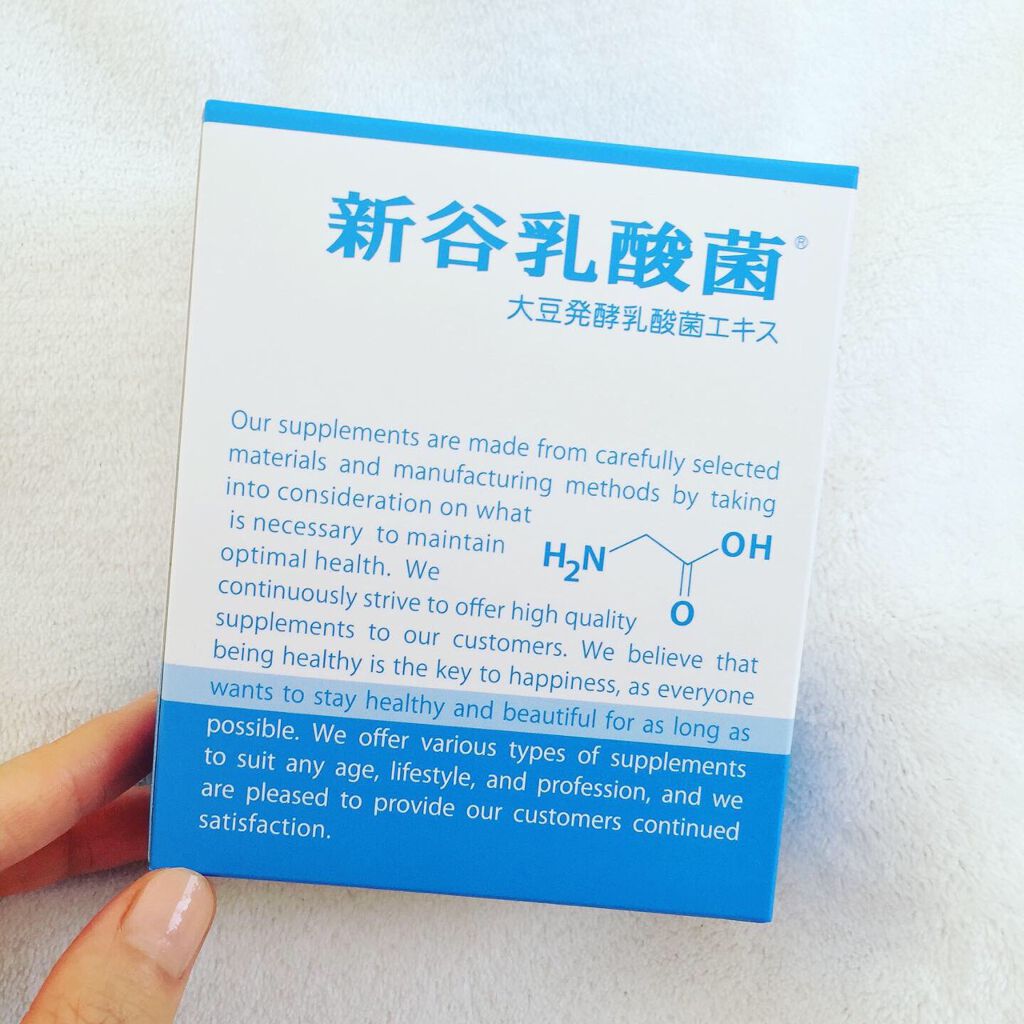 新谷乳酸菌®
大豆発酵乳酸菌エキス
Our supplements are made from carefully selected
materials and manufacturing methods by taking
into consideration on what
is necessary to maintain
optimal health. We
continuously strive to offer high quality
supplements to our customers. We believe that
being healthy is the key to happiness, as everyone
wants to stay healthy and beautiful for as long as
possible. We offer various types of supplements
to suit any age, lifestyle, and profession, and we
are pleased to provide our customers continued
satisfaction.
H₂N OH
O